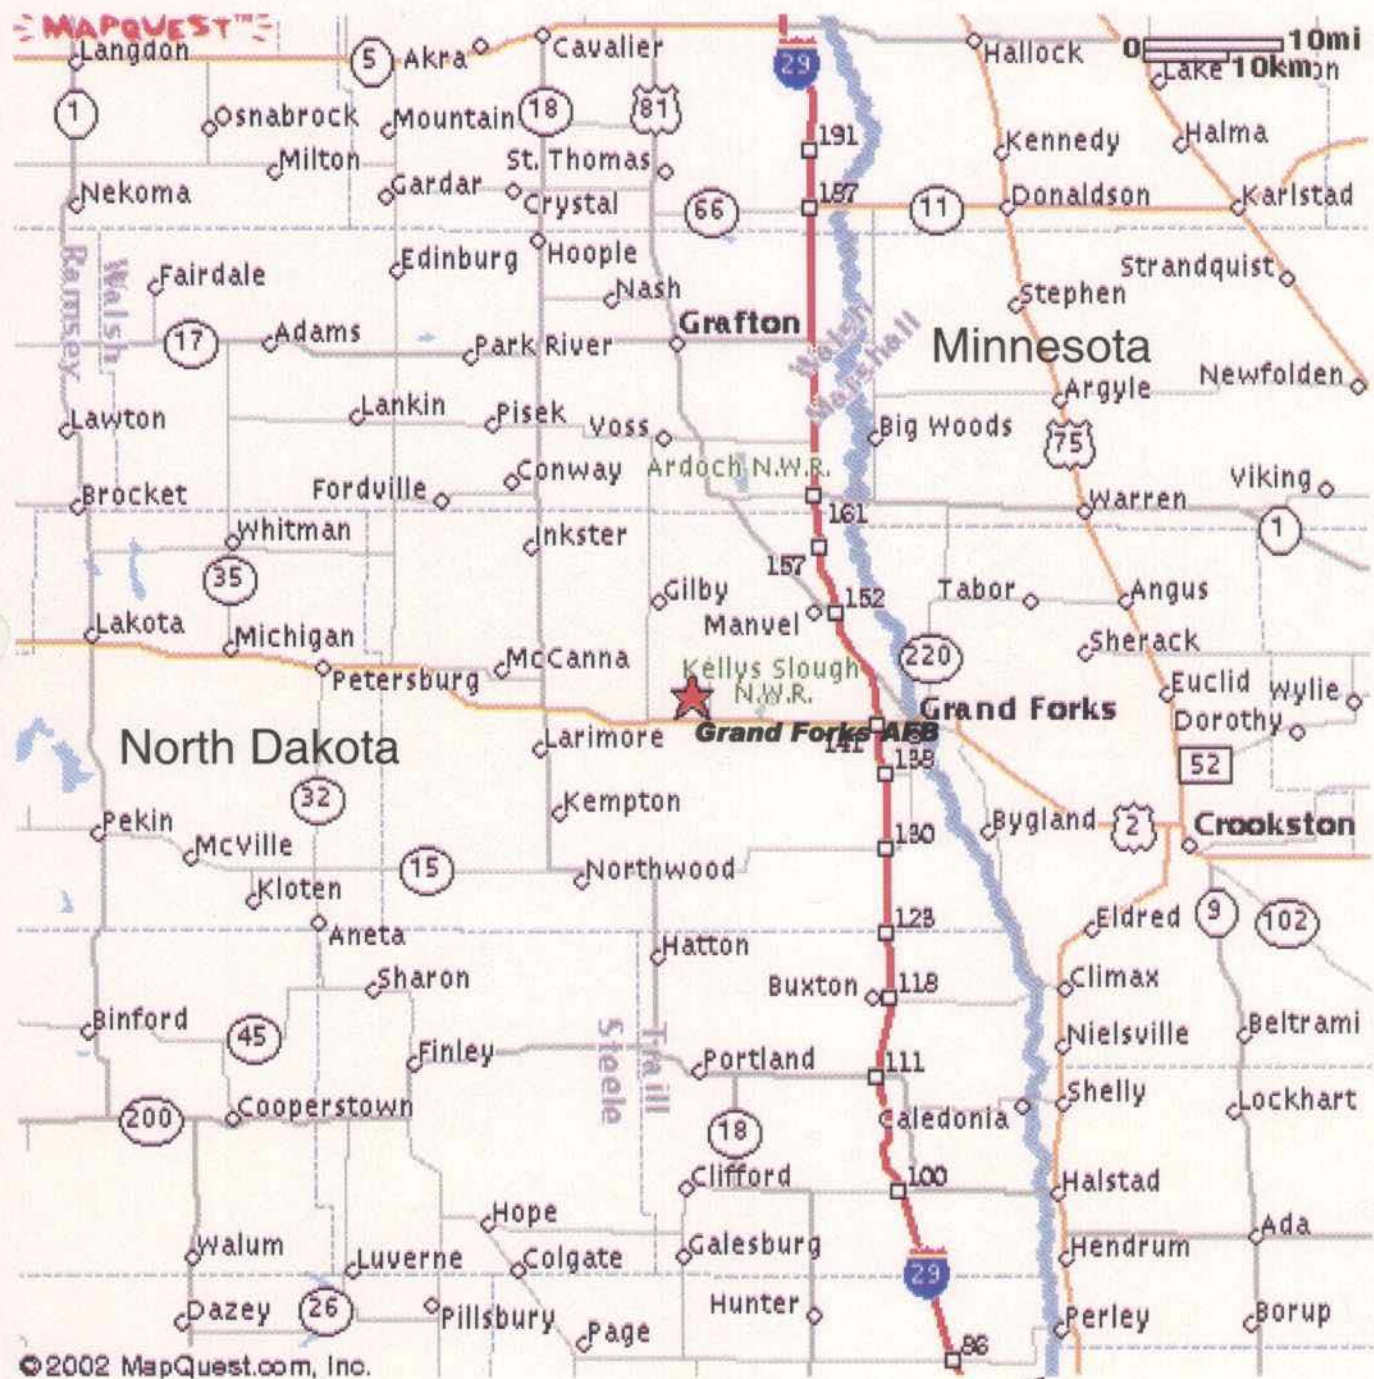 MAPQUEST™
Langdon
5
Akra
Cavalier
29
Hallock
0 10mi
10km
Lake
1
Osnabrock
Mountain
18
81
191
Kennedy
Halma
Milton
St. Thomas
Nekoma
Gardar
Crystal
66
187
11
Donaldson
Karlstad
Ramsey
Walsh
Fairdale
Edinburg
Hoople
Nash
Strandquist
Stephen
17
Adams
Park River
Grafton
Walsh
Marshall
Minnesota
Newfolden
Argyle
Lawton
Lankin
Pisek
Voss
Big Woods
75
Brocket
Fordville
Conway
Ardoch N.W.R.
161
Warren
Viking
1
Whitman
Inkster
157
35
Gilby
Manvel
152
Tabor
Angus
Lakota
Michigan
McCanna
Kellys Slough
N.W.R.
220
Sherack
Petersburg
Euclid
Wylie
Grand Forks
Dorothy
North Dakota
Larimore
Grand Forks AFB
141
138
52
32
Kempton
Pekin
McVille
130
Bygland
2
Crookston
Kloten
15
Northwood
Aneta
123
Eldred
9
102
Hatton
Sharon
Buxton
118
Climax
Binford
45
Finley
Steele
Traill
Portland
111
Nielsville
Beltrami
200
Cooperstown
18
Caledonia
Shelly
Lockhart
Clifford
100
Halstad
Hope
Ada
Walum
Luverne
Colgate
Galesburg
29
Hendrum
Dazey
26
Pillsbury
Page
Hunter
Perley
Borup
86
©2002 MapQuest.com, Inc.